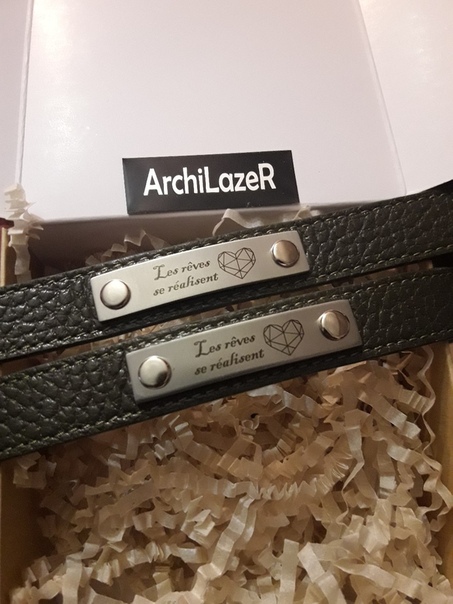 ArchiLazeR
Les rêves
se réalisent
Les rêves
se réalisent